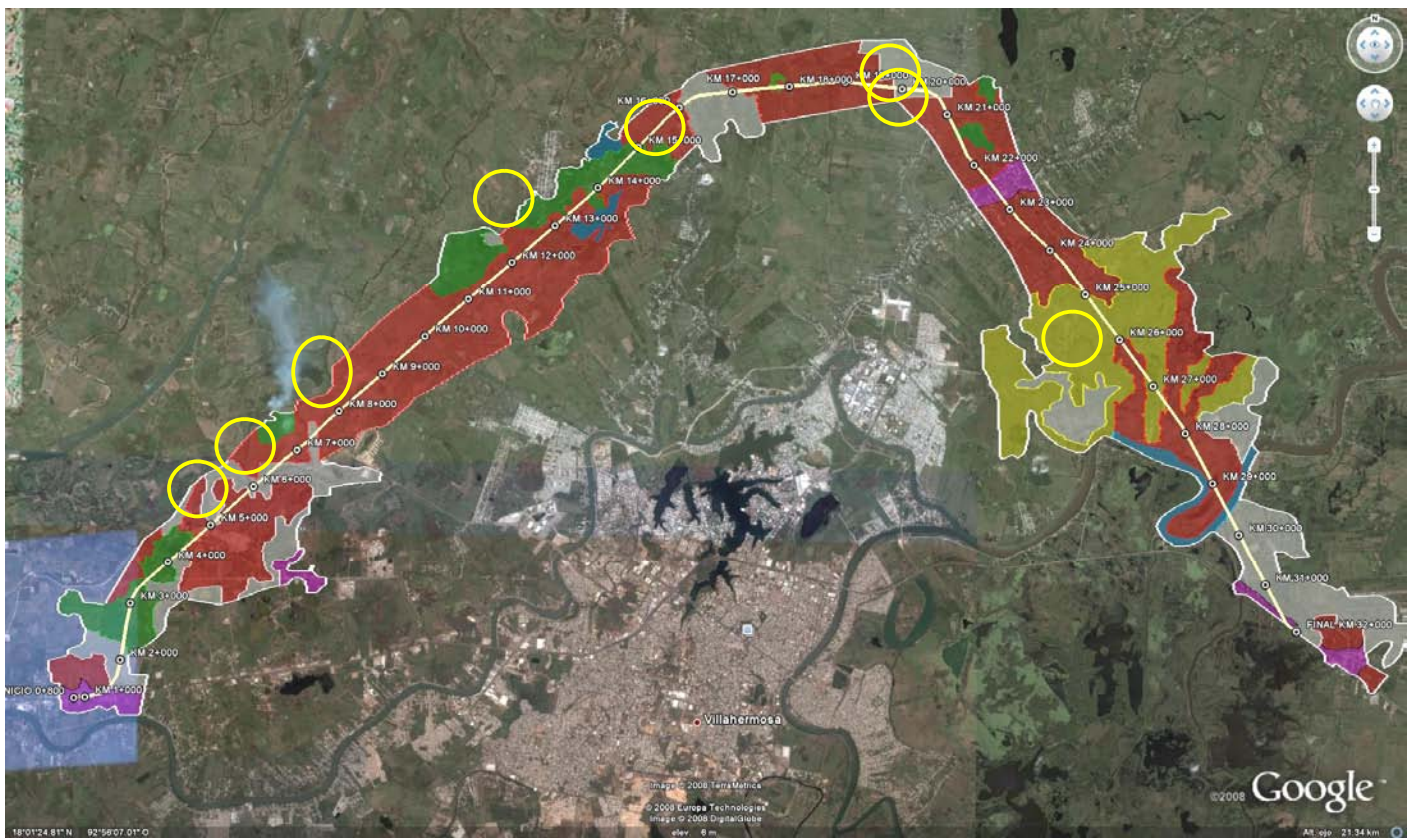 N
KM 17+000
KM 18+000
KM 20+000
KM 21+000
KM 15+000
KM 14+000
KM 22+000
KM 13+000
KM 23+000
KM 12+000
KM 24+000
KM 11+000
KM 25+000
KM 10+000
KM 26+000
KM 9+000
KM 27+000
KM 8+000
KM 28+000
KM 7+000
KM 6+000
KM 29+000
KM 5+000
KM 30+000
KM 4+000
KM 31+000
KM 3+000
FINAL KM 32+000
KM 2+000
NICIO 0+800
KM 1+000
Villahermosa
Image © 2008 TerraMetrics
© 2008 Europa Technologies
Image © 2008 DigitalGlobe
©2008 Google™
18°01'24.81" N 92°56'07.01" O
elev. 6 m
Alt. ojo 21.34 km